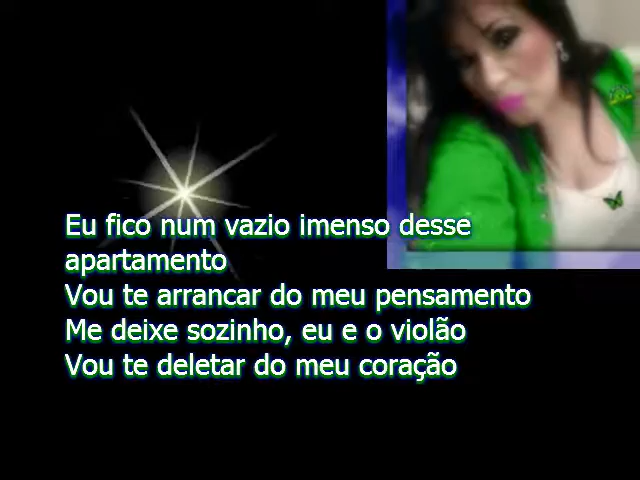 Eu fico num vazio imenso desse
apartamento
Vou te arrancar do meu pensamento
Me deixe sozinho, eu e o violão
Vou te deletar do meu coração